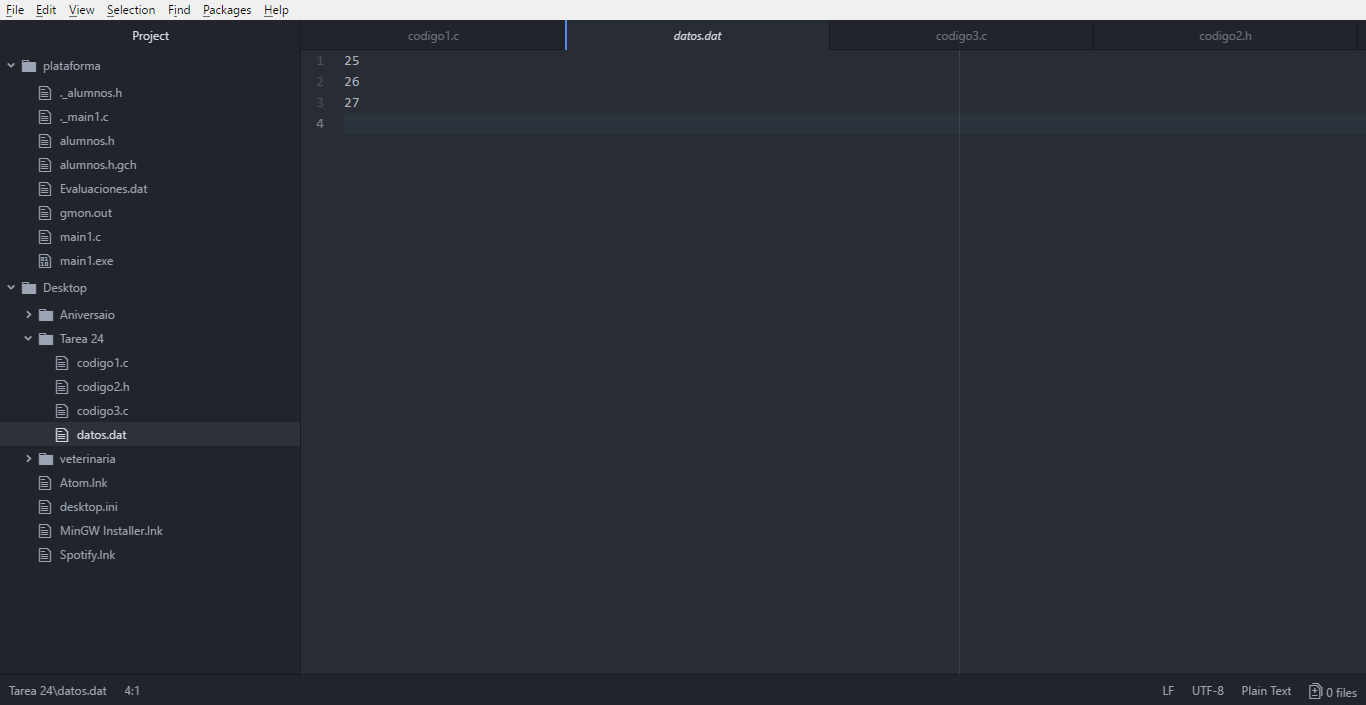 File Edit View Selection Find Packages Help
Project
codigo1.c datos.dat codigo3.c codigo2.h
plataforma
._alumnos.h
._main1.c
alumnos.h
alumnos.h.gch
Evaluaciones.dat
gmon.out
main1.c
main1.exe
Desktop
Aniversaio
Tarea 24
codigo1.c
codigo2.h
codigo3.c
datos.dat
veterinaria
Atom.lnk
desktop.ini
MinGW Installer.lnk
Spotify.lnk
1 25
2 26
3 27
4
Tarea 24\datos.dat 4:1 LF UTF-8 Plain Text 0 files